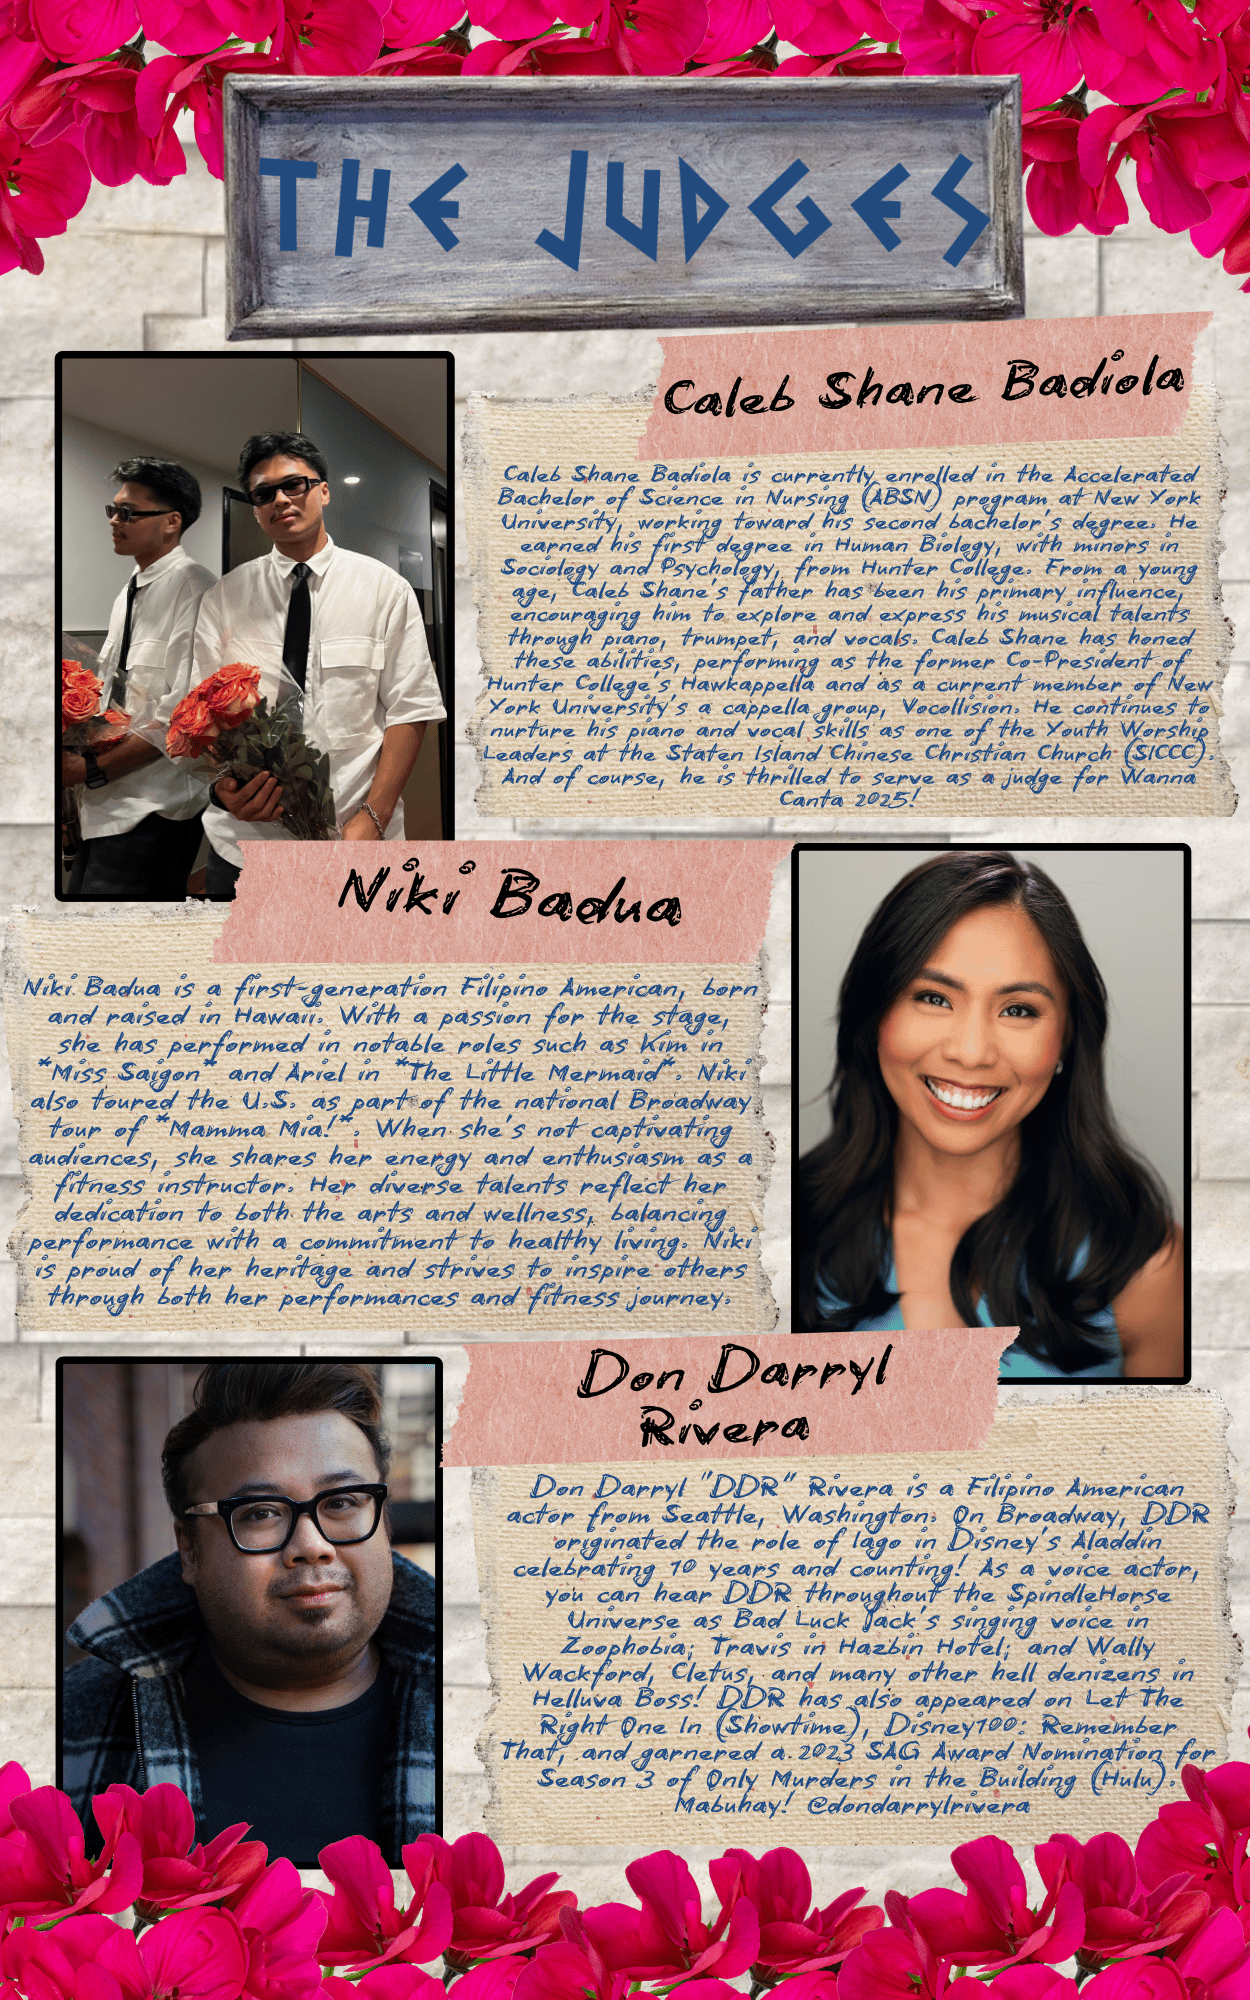 THE JUDGES
Caleb Shane Badiola
Caleb Shane Badiola is currently enrolled in the Accelerated
Bachelor of Science in Nursing (ABSN) program at New York
University, working toward his second bachelor's degree. He
earned his first degree in Human Biology, with minors in
Sociology and Psychology, from Hunter College. From a young
age, Caleb Shane's father has been his primary influence,
encouraging him to explore and express his musical talents
through piano, trumpet, and vocals. Caleb Shane has honed
these abilities, performing as the former Co-President of
Hunter College's Hawkappella and as a current member of New
York University's a cappella group, Vocollision. He continues to
nurture his piano and vocal skills as one of the Youth Worship
Leaders at the Staten Island Chinese Christian Church (SICCC).
And of course, he is thrilled to serve as a judge for Wanna
Canta 2025!
Niki Badua
Niki Badua is a first-generation Filipino American, born
and raised in Hawaii. With a passion for the stage,
she has performed in notable roles such as Kim in
*Miss Saigon* and Ariel in *The Little Mermaid*. Niki
also toured the U.S. as part of the national Broadway
tour of *Mamma Mia!*. When she's not captivating
audiences, she shares her energy and enthusiasm as a
fitness instructor. Her diverse talents reflect her
dedication to both the arts and wellness, balancing
performance with a commitment to healthy living. Niki
is proud of her heritage and strives to inspire others
through both her performances and fitness journey.
Don Darryl
Rivera
Don Darryl "DDR" Rivera is a Filipino American
actor from Seattle, Washington. On Broadway, DDR
originated the role of Iago in Disney's Aladdin
celebrating 10 years and counting! As a voice actor,
you can hear DDR throughout the SpindleHorse
Universe as Bad Luck Jack's singing voice in
Zoophobia; Travis in Hazbin Hotel; and Wally
Wackford, Cletus, and many other hell denizens in
Helluva Boss! DDR has also appeared on Let The
Right One In (Showtime), Disney100: Remember
That, and garnered a 2023 SAG Award Nomination for
Season 3 of Only Murders in the Building (Hulu).
Mabuhay! @dondarrylrivera